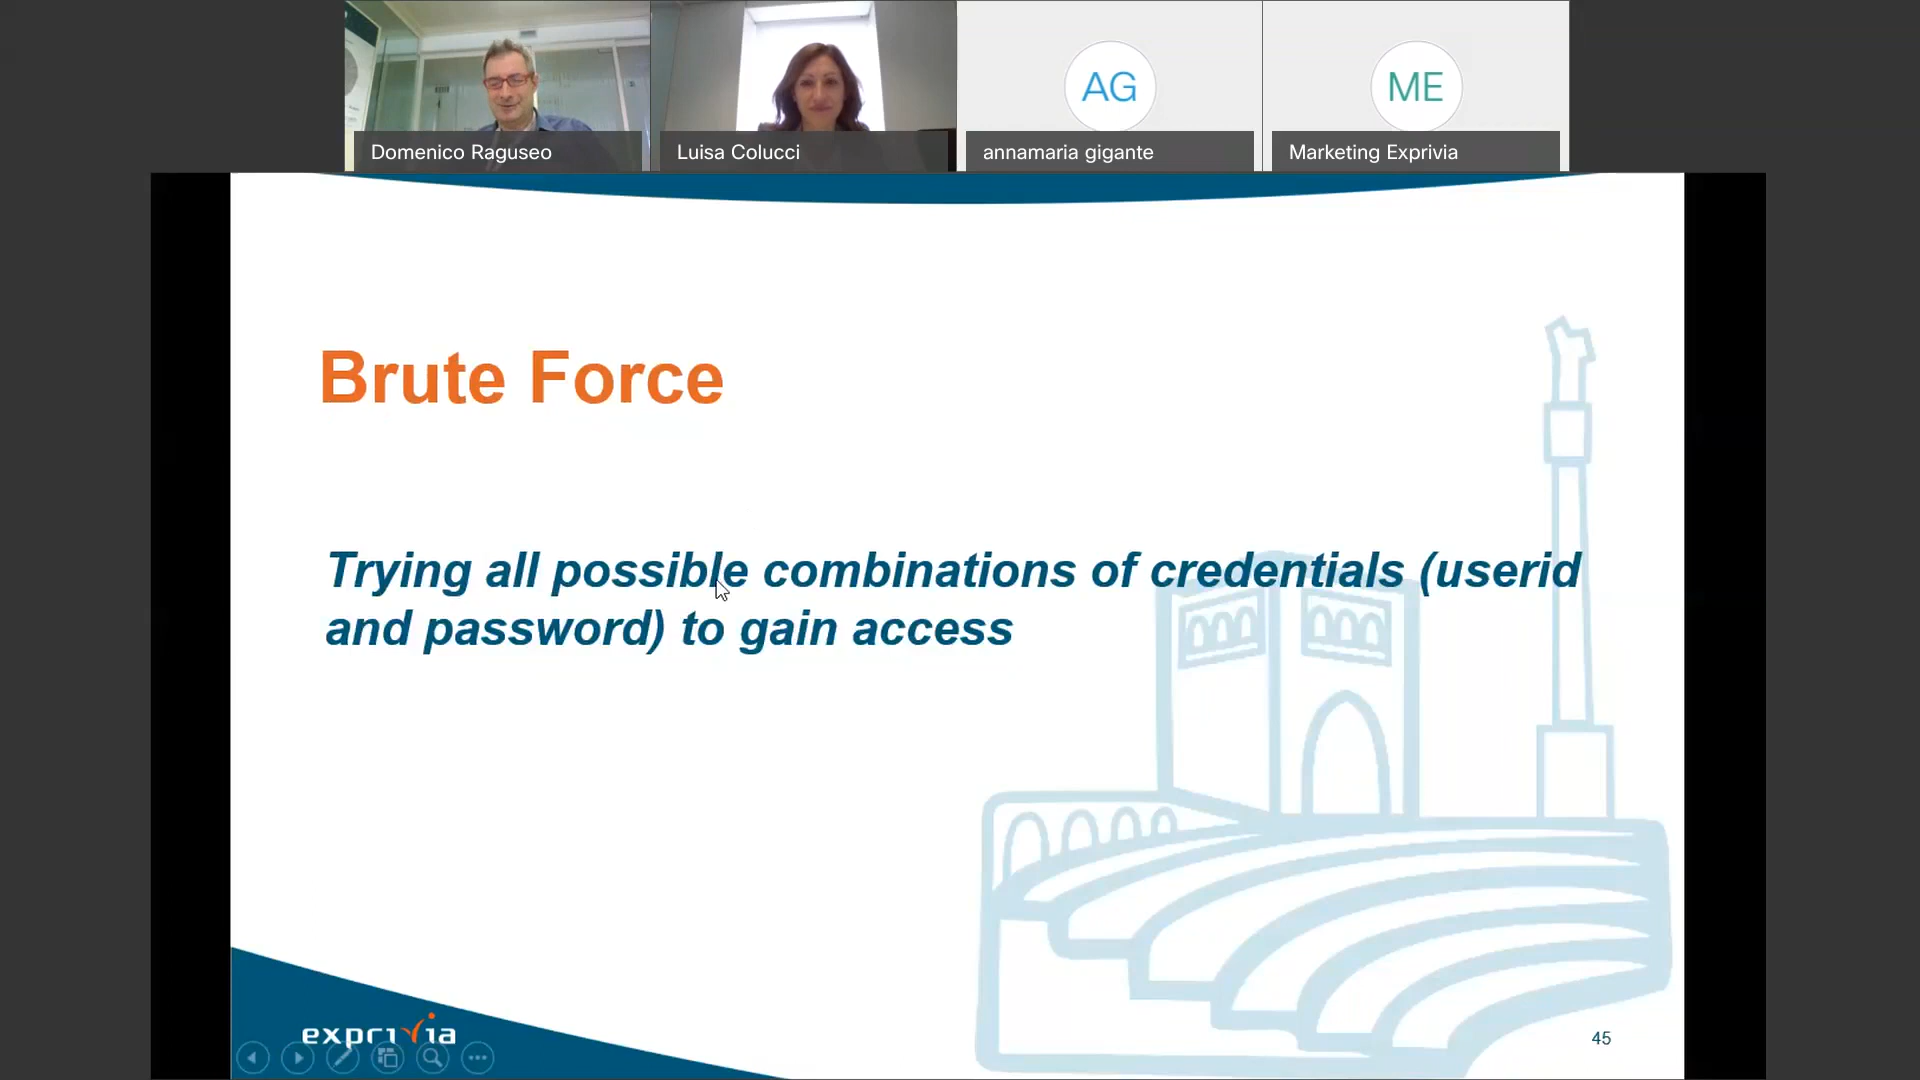 AG
ME
Domenico Raguseo
Luisa Colucci
annamaria gigante
Marketing Exprivia
Brute Force
Trying all possible combinations of credentials (userid
and password) to gain access
exprivia
45